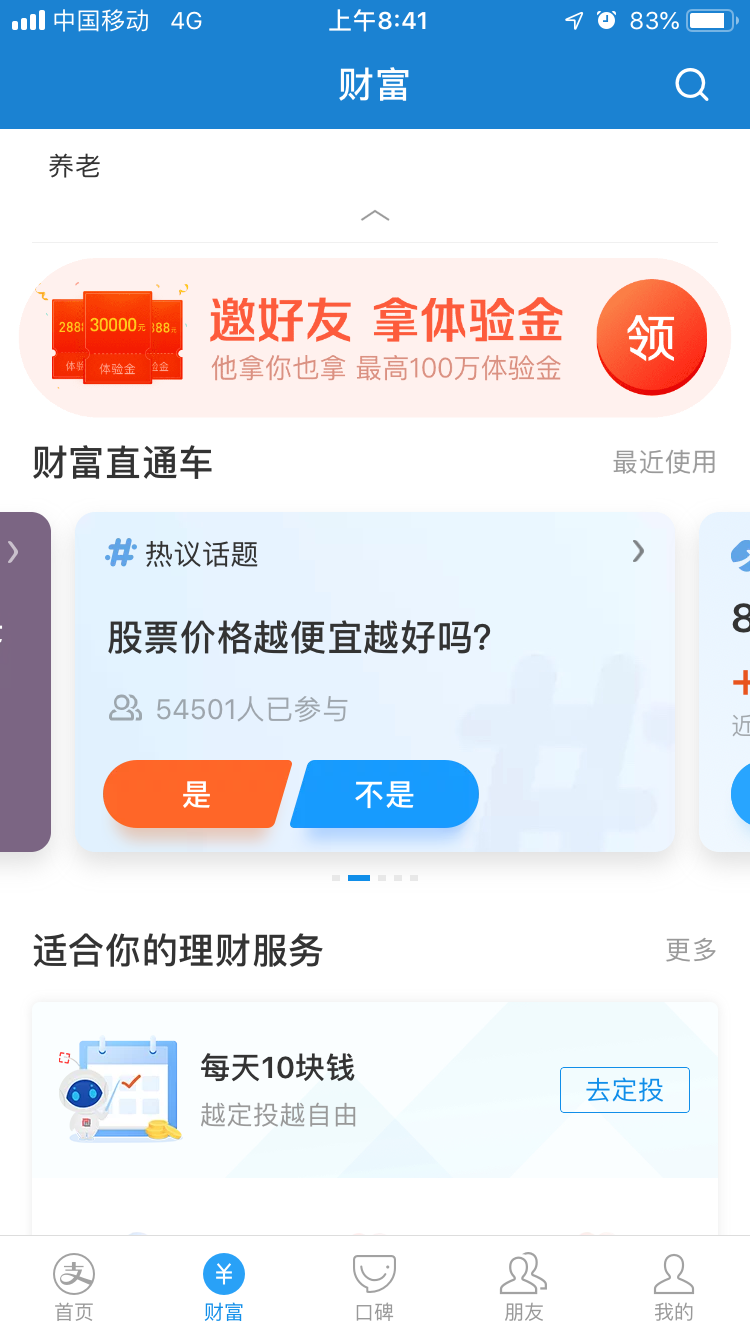 中国移动 4G 上午8:41 83%
财富
养老
2888 30000元 888元
体验 体验金 验金
邀好友 拿体验金
他拿你也拿 最高100万体验金
领
财富直通车 最近使用
# 热议话题
股票价格越便宜越好吗?
54501人已参与
是 不是
8
+
近
适合你的理财服务 更多
每天10块钱
越定投越自由
去定投
首页 财富 口碑 朋友 我的